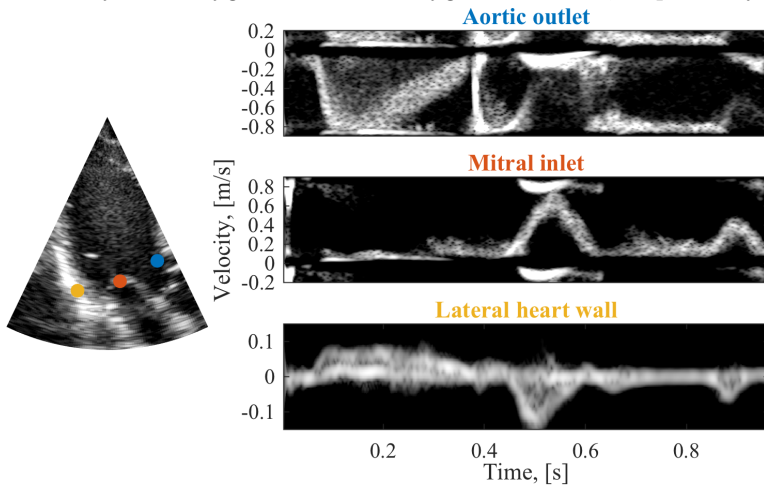 Aortic outlet
0.2
0
-0.2
-0.4
-0.6
-0.8
Mitral inlet
0.8
0.6
0.4
0.2
0
-0.2
Velocity, [m/s]
Lateral heart wall
0.1
0
-0.1
0.2 0.4 0.6 0.8
Time, [s]